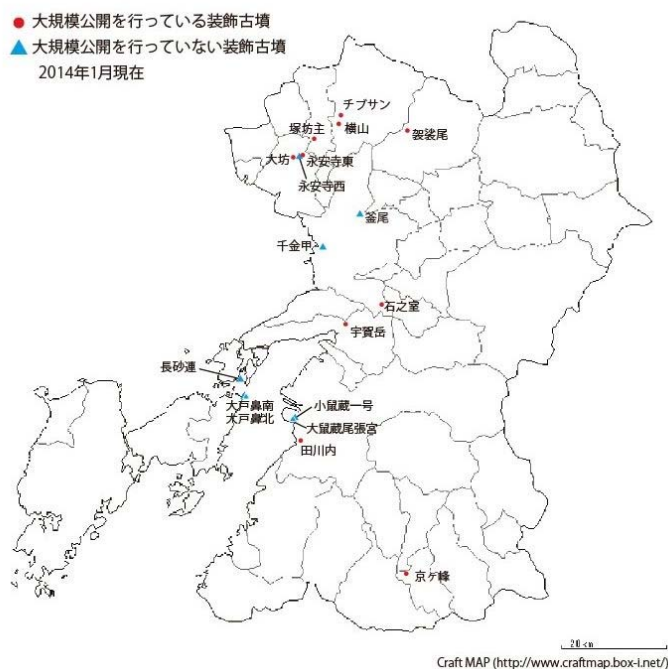 大規模公開を行っている装飾古墳
大規模公開を行っていない装飾古墳
2014年1月現在
チブサン
横山
塚坊主
袈裟尾
大坊
永安寺東
永安寺西
釜尾
千金甲
石之室
宇賀岳
長砂連
大戸鼻南
大戸鼻北
小鼠蔵一号
大鼠蔵尾張宮
田川内
京ヶ峰
20km
Craft MAP (http://www.craftmap.box-i.net/)